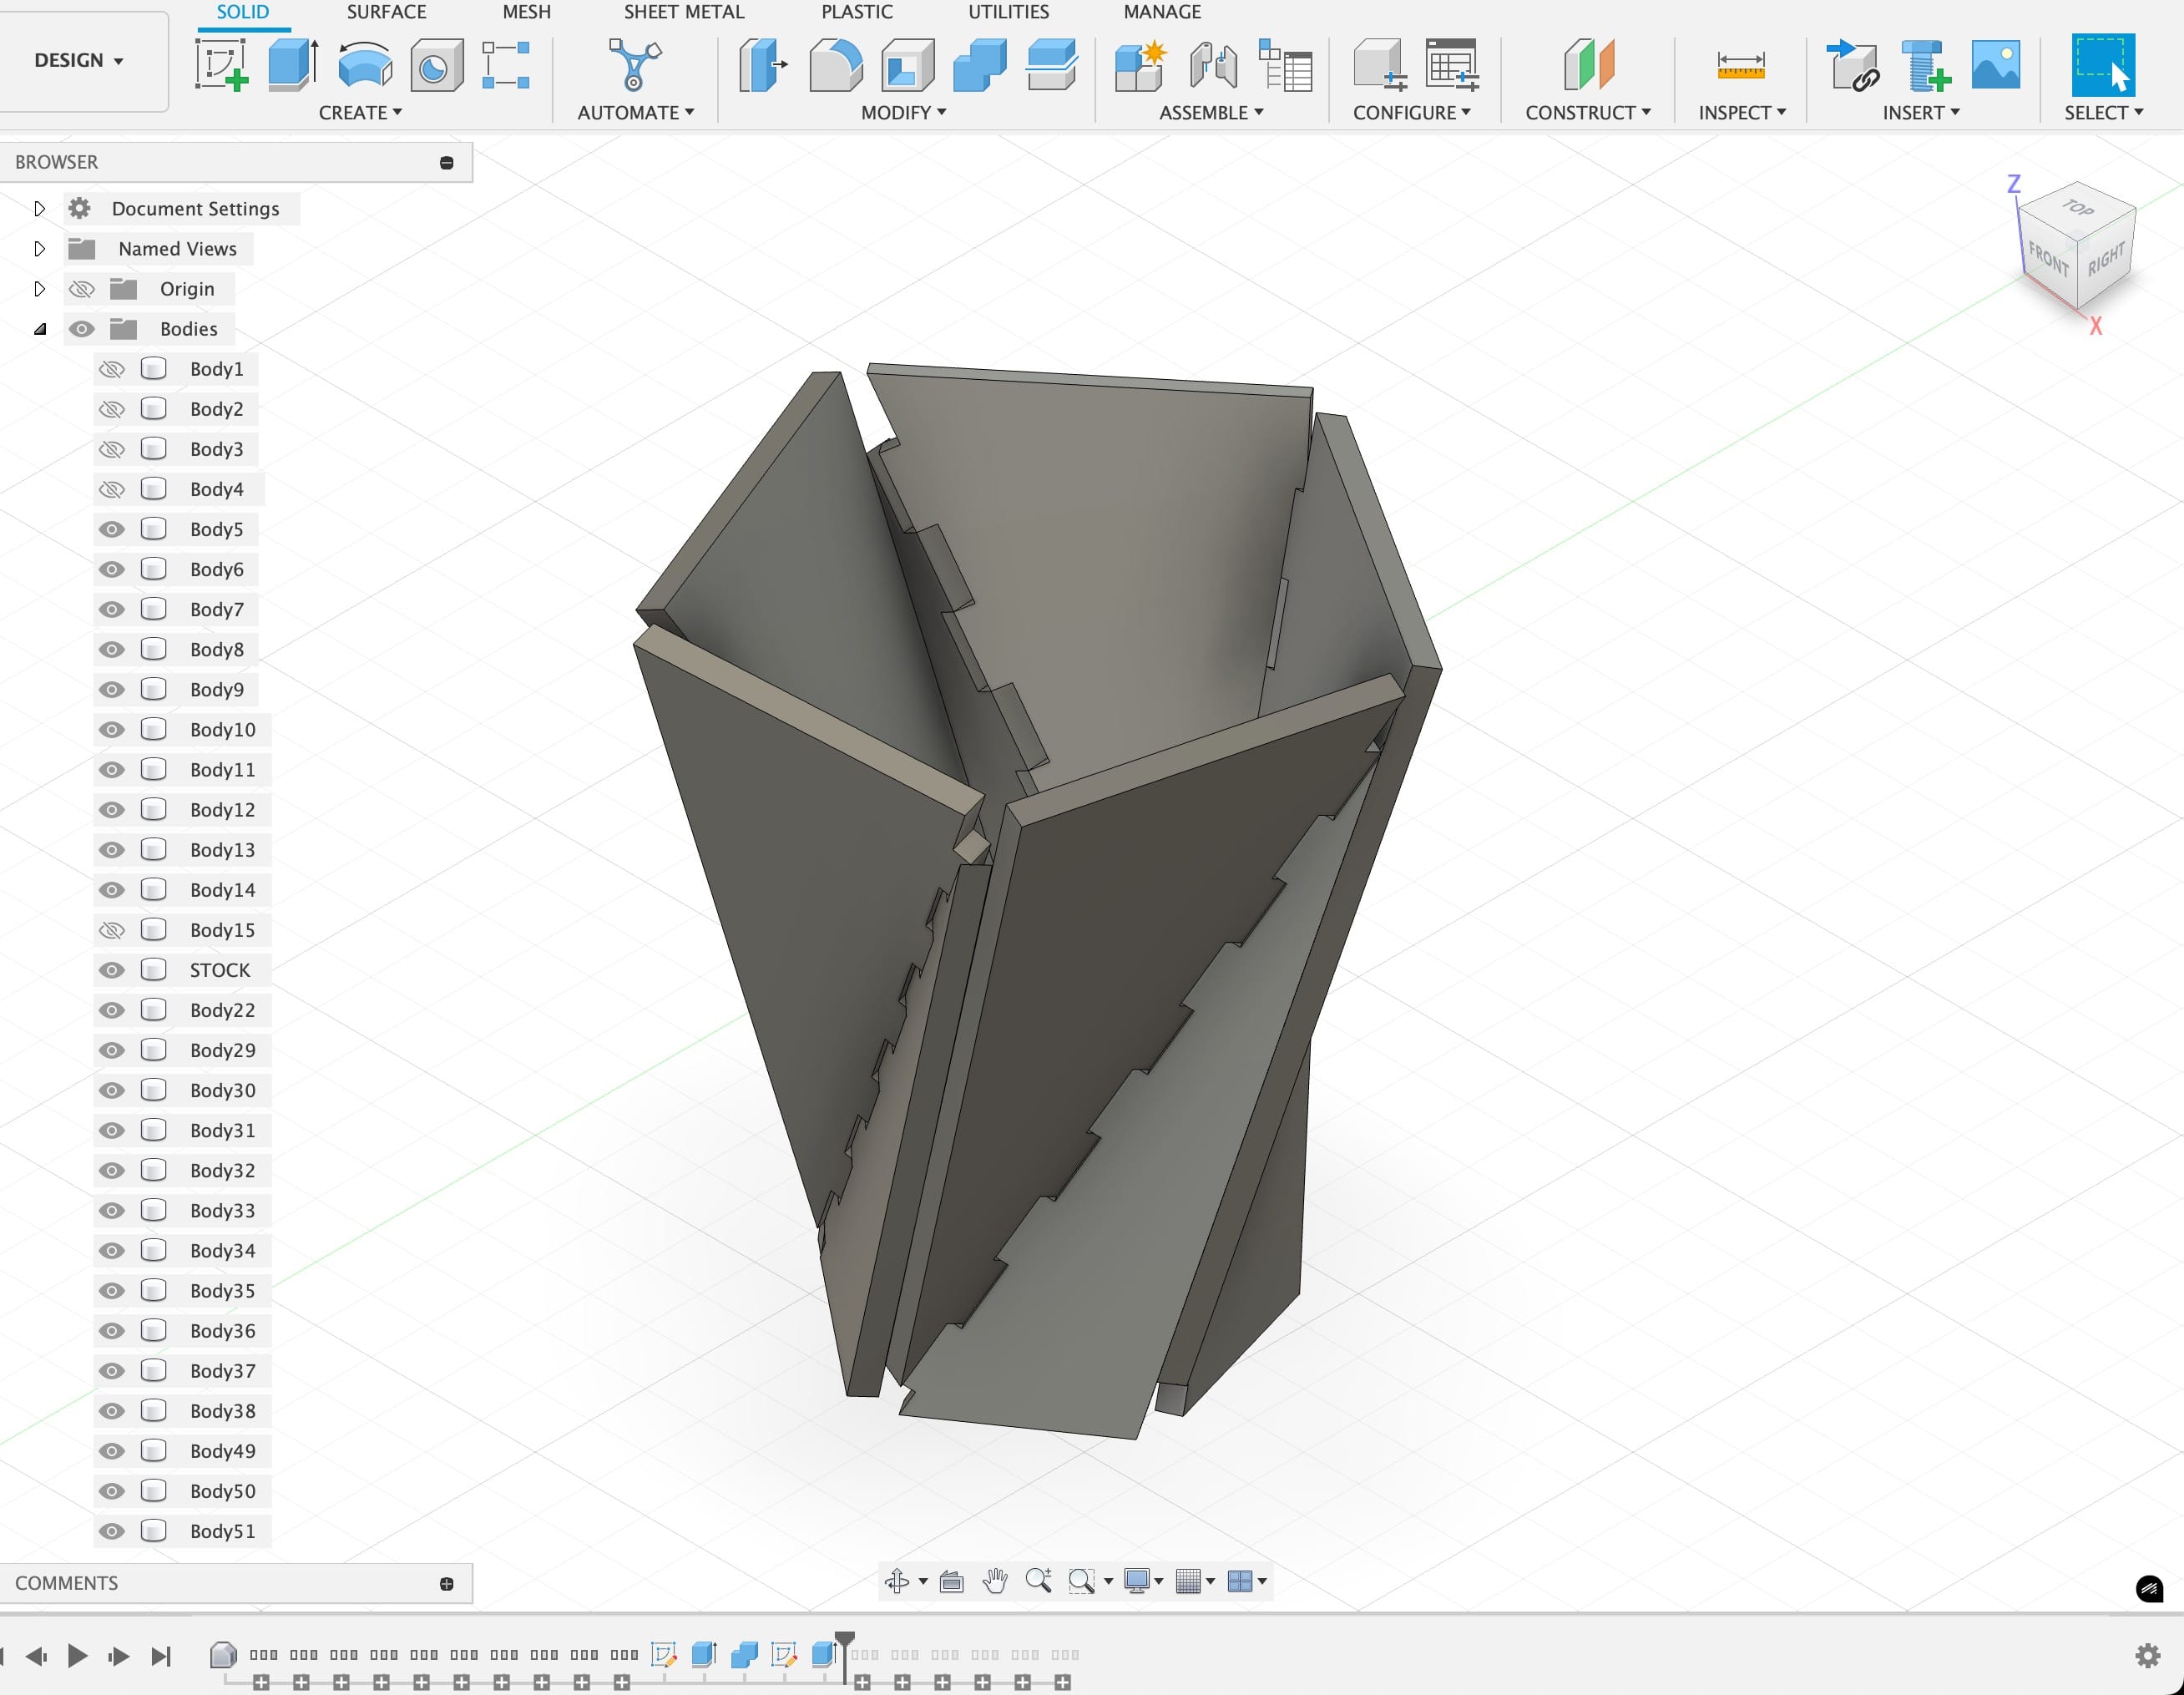 SOLID SURFACE MESH SHEET METAL PLASTIC UTILITIES MANAGE
DESIGN
CREATE AUTOMATE MODIFY ASSEMBLE CONFIGURE CONSTRUCT INSPECT INSERT SELECT
BROWSER
Document Settings
Named Views
Origin
Bodies
Body1
Body2
Body3
Body4
Body5
Body6
Body7
Body8
Body9
Body10
Body11
Body12
Body13
Body14
Body15
STOCK
Body22
Body29
Body30
Body31
Body32
Body33
Body34
Body35
Body36
Body37
Body38
Body49
Body50
Body51
Z
TOP
FRONT
RIGHT
X
COMMENTS